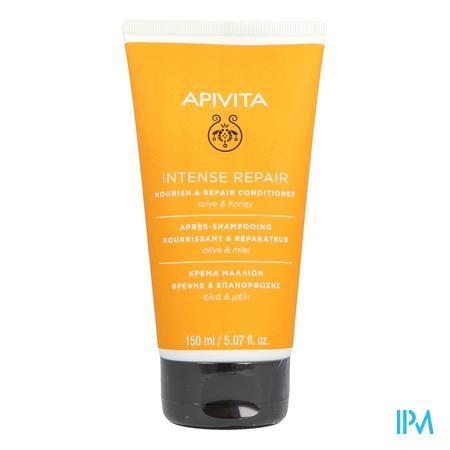 APIVITA
INTENSE REPAIR
NOURISH & REPAIR CONDITIONER
olive & honey
APRÈS-SHAMPOOING
NOURRISSANT & RÉPARATEUR
olive & miel
ΚΡΕΜΑ ΜΑΛΛΙΩΝ
ΘΡΕΨΗΣ & ΕΠΑΝΟΡΘΩΣΗΣ
ελιά & μέλι
150 ml / 5.07 fl. oz.
IPM